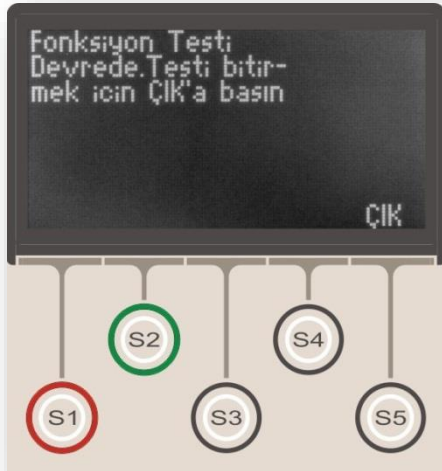 Fonksiyon Testi
Devrede.Testi bitir-
mek icin ÇIK'a basın
ÇIK
S2
S4
S1
S3
S5